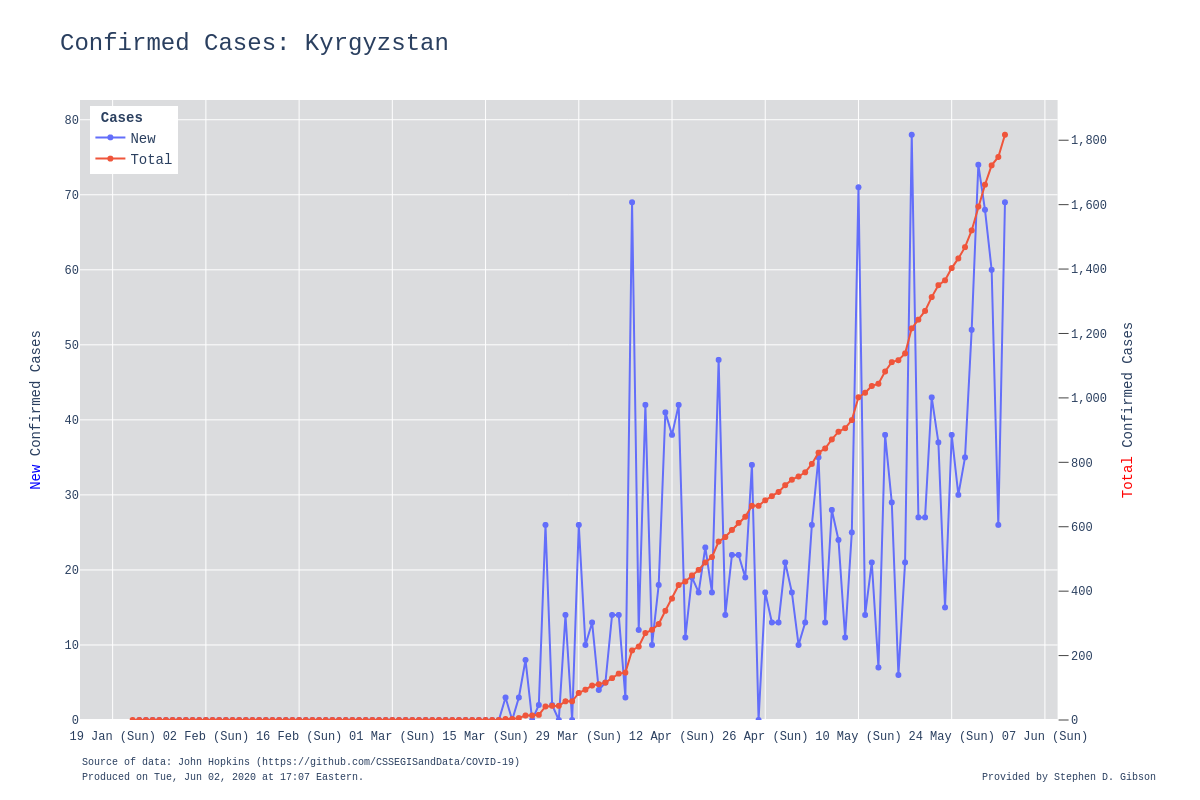 Confirmed Cases: Kyrgyzstan
Cases
New
Total
80
70
60
50
40
30
20
10
0
1,800
1,600
1,400
1,200
1,000
800
600
400
200
0
New Confirmed Cases
Total Confirmed Cases
19 Jan (Sun) 02 Feb (Sun) 16 Feb (Sun) 01 Mar (Sun) 15 Mar (Sun) 29 Mar (Sun) 12 Apr (Sun) 26 Apr (Sun) 10 May (Sun) 24 May (Sun) 07 Jun (Sun)
Source of data: John Hopkins (https://github.com/CSSEGISandData/COVID-19)
Produced on Tue, Jun 02, 2020 at 17:07 Eastern.
Provided by Stephen D. Gibson